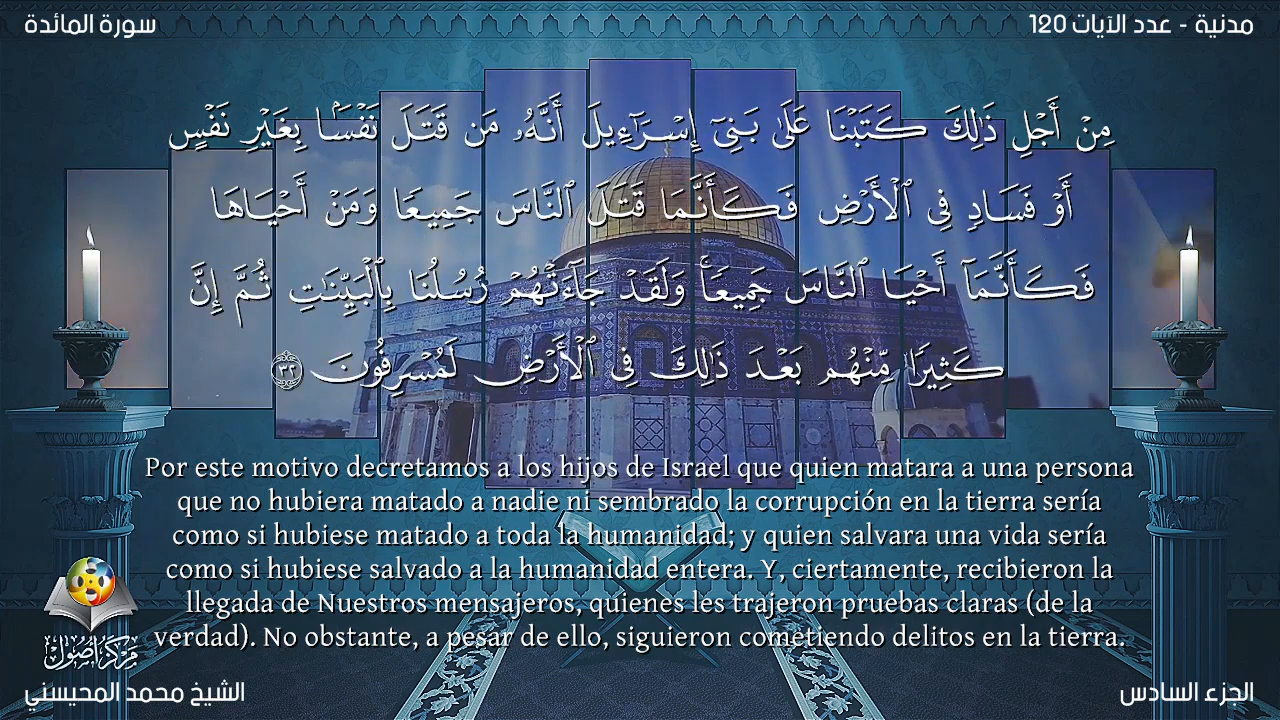 سورة المائدة
مدنية - عدد الآيات 120
مِنْ أَجْلِ ذَٰلِكَ كَتَبْنَا عَلَىٰ بَنِىٓ إِسْرَٰٓءِيلَ أَنَّهُۥ مَن قَتَلَ نَفْسًۢا بِغَيْرِ نَفْسٍ
أَوْ فَسَادٍ فِى ٱلْأَرْضِ فَكَأَنَّمَا قَتَلَ ٱلنَّاسَ جَمِيعًا وَمَنْ أَحْيَاهَا
فَكَأَنَّمَآ أَحْيَا ٱلنَّاسَ جَمِيعًا ۚ وَلَقَدْ جَآءَتْهُمْ رُسُلُنَا بِٱلْبَيِّنَٰتِ ثُمَّ إِنَّ
كَثِيرًا مِّنْهُم بَعْدَ ذَٰلِكَ فِى ٱلْأَرْضِ لَمُسْرِفُونَ ٣٢
Por este motivo decretamos a los hijos de Israel que quien matara a una persona
que no hubiera matado a nadie ni sembrado la corrupción en la tierra sería
como si hubiese matado a toda la humanidad; y quien salvara una vida sería
como si hubiese salvado a la humanidad entera. Y, ciertamente, recibieron la
llegada de Nuestros mensajeros, quienes les trajeron pruebas claras (de la
verdad). No obstante, a pesar de ello, siguieron cometiendo delitos en la tierra.
مركز أصول
الشيخ محمد المحيسني
الجزء السادس